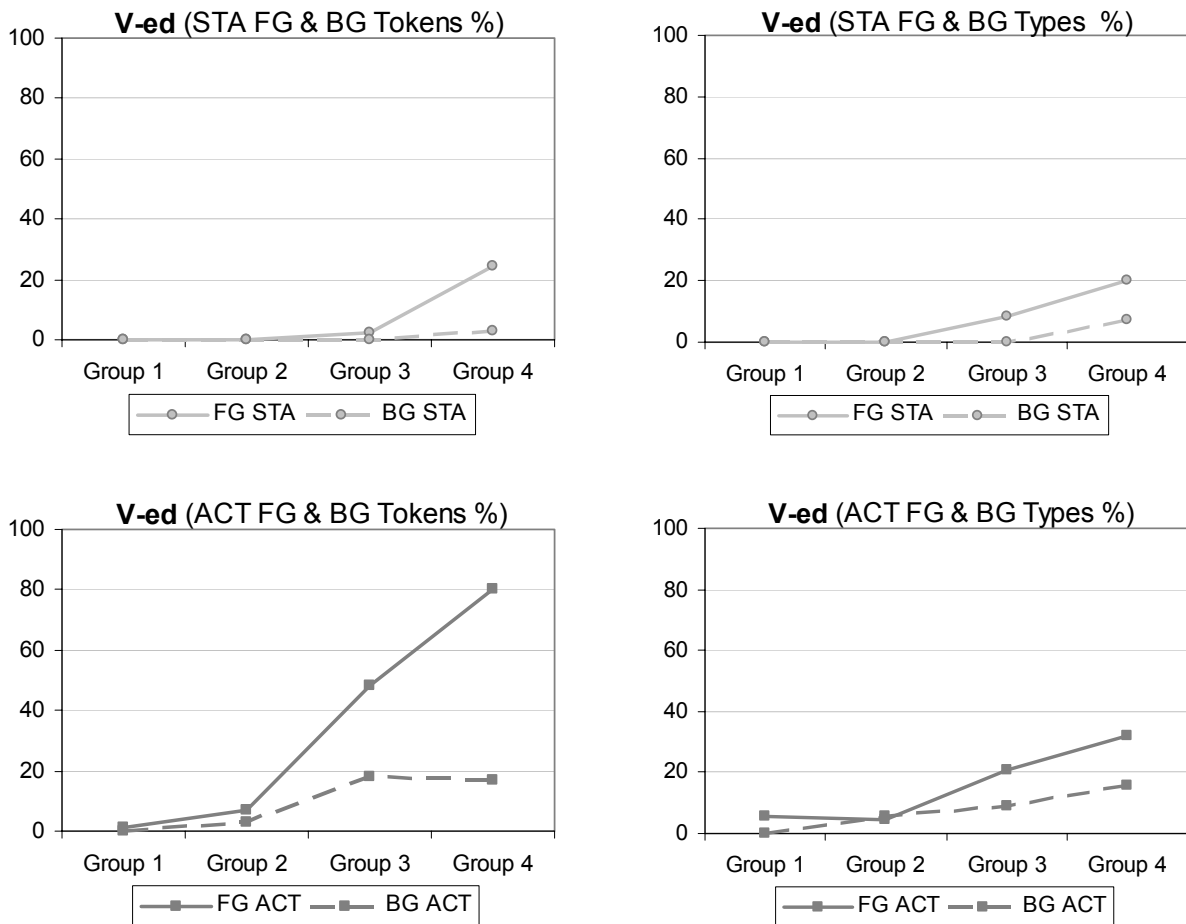 V-ed (STA FG & BG Tokens %)
100
80
60
40
20
0
Group 1 Group 2 Group 3 Group 4
FG STA BG STA
V-ed (STA FG & BG Types %)
100
80
60
40
20
0
Group 1 Group 2 Group 3 Group 4
FG STA BG STA
V-ed (ACT FG & BG Tokens %)
100
80
60
40
20
0
Group 1 Group 2 Group 3 Group 4
FG ACT BG ACT
V-ed (ACT FG & BG Types %)
100
80
60
40
20
0
Group 1 Group 2 Group 3 Group 4
FG ACT BG ACT